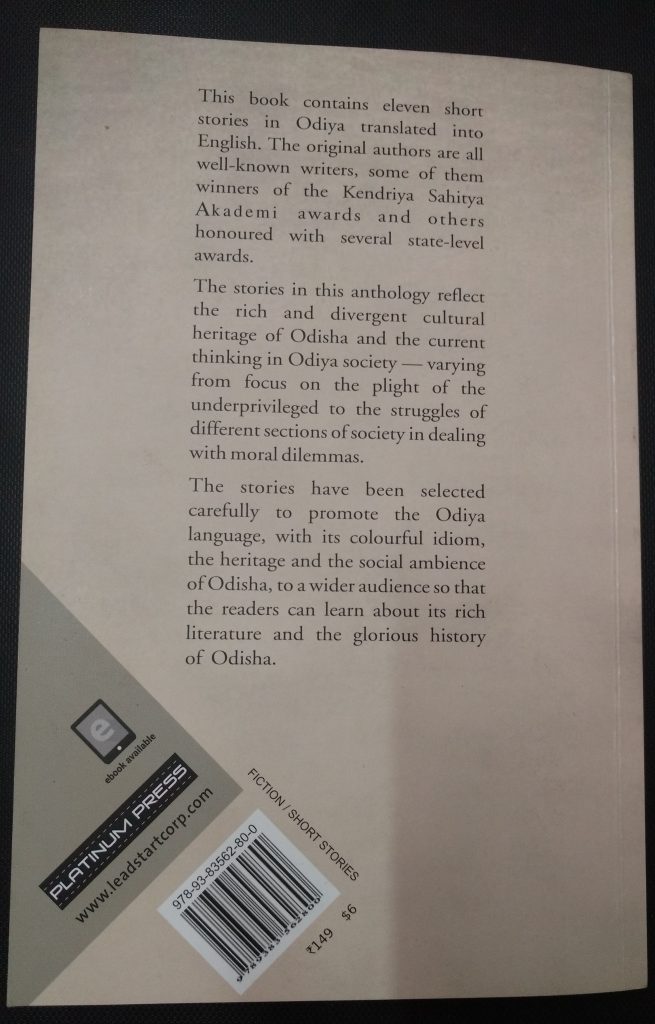 This book contains eleven short
stories in Odiya translated into
English. The original authors are all
well-known writers, some of them
winners of the Kendriya Sahitya
Akademi awards and others
honoured with several state-level
awards.
The stories in this anthology reflect
the rich and divergent cultural
heritage of Odisha and the current
thinking in Odiya society — varying
from focus on the plight of the
underprivileged to the struggles of
different sections of society in dealing
with moral dilemmas.
The stories have been selected
carefully to promote the Odiya
language, with its colourful idiom,
the heritage and the social ambience
of Odisha, to a wider audience so that
the readers can learn about its rich
literature and the glorious history
of Odisha.
e
ebook available
PLATINUM PRESS
www.leadstartcorp.com
FICTION / SHORT STORIES
978-93-83562-80-0
9789383562800
₹149 $6